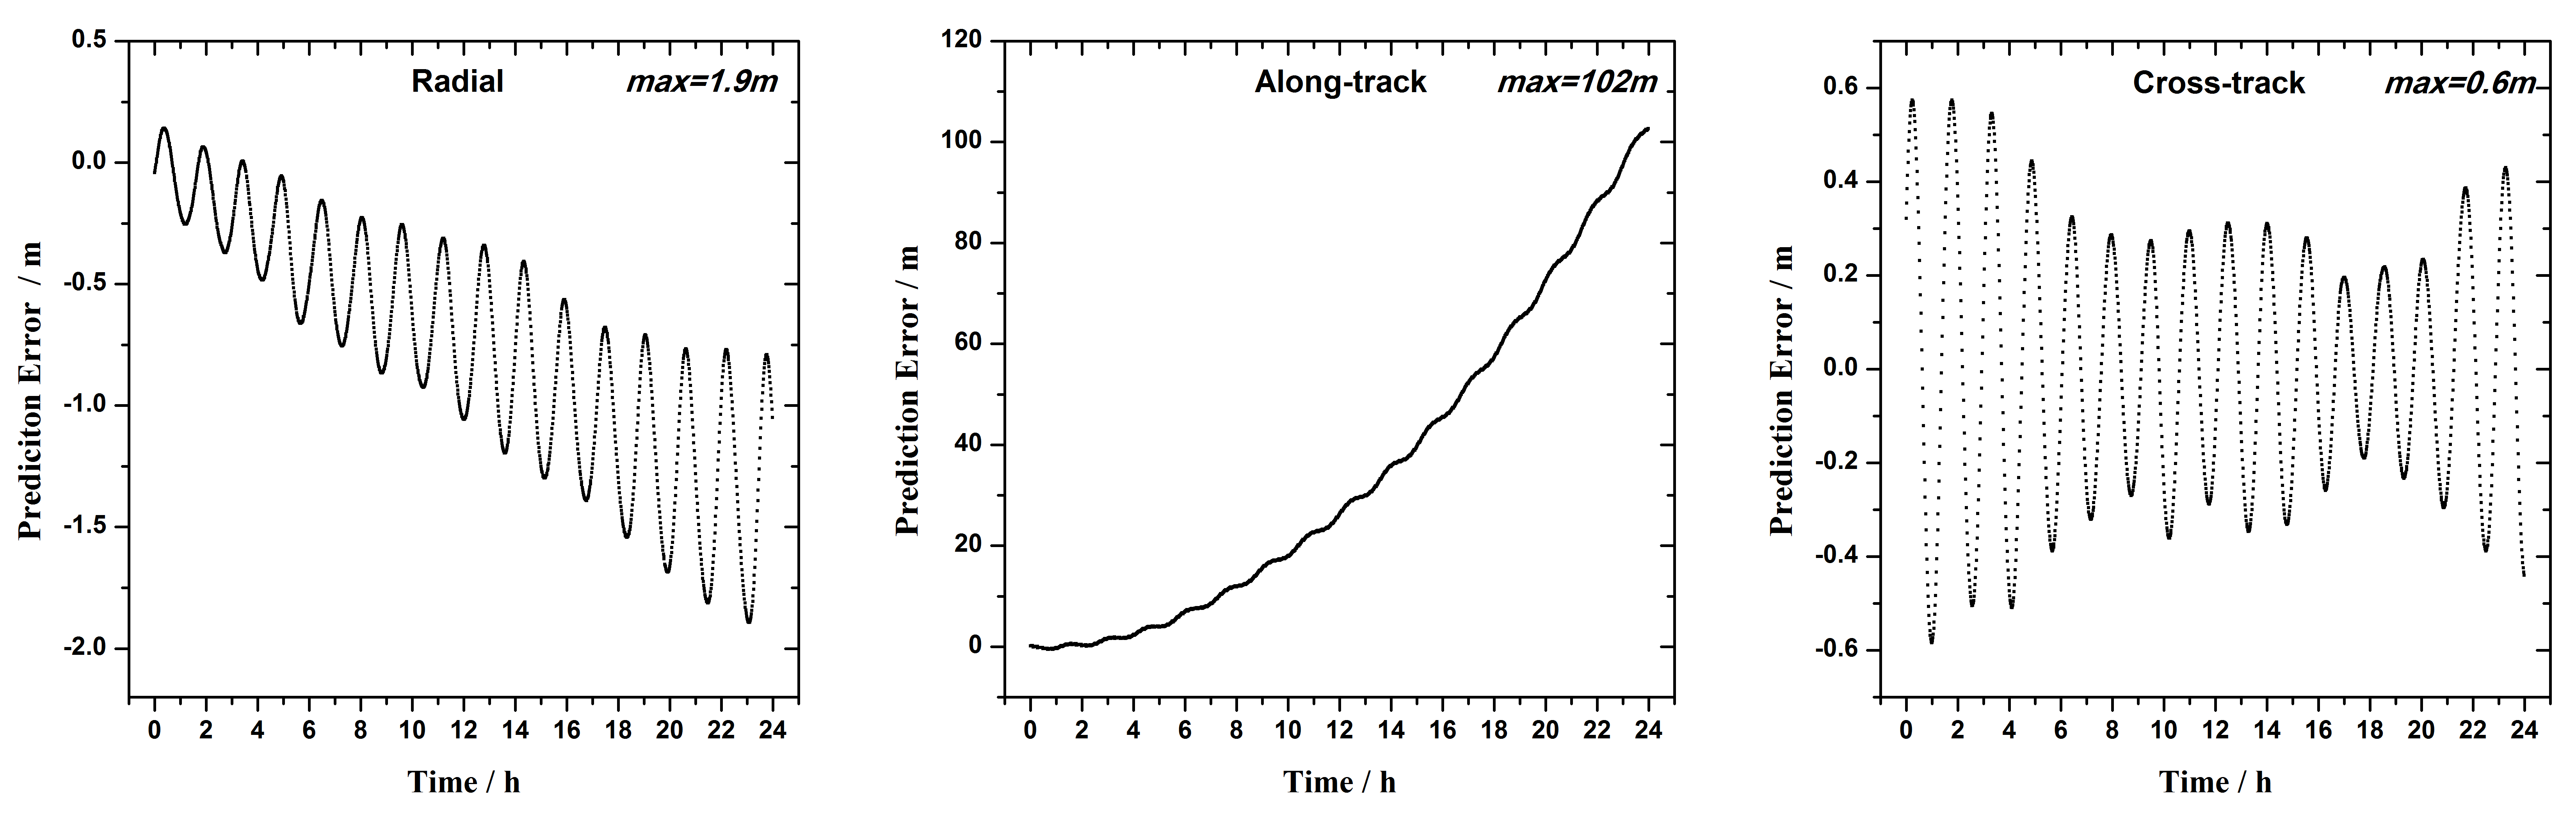 Radial max=1.9m
0.5
0.0
-0.5
-1.0
-1.5
-2.0
Prediciton Error / m
0 2 4 6 8 10 12 14 16 18 20 22 24
Time / h
Along-track max=102m
120
100
80
60
40
20
0
Prediction Error / m
0 2 4 6 8 10 12 14 16 18 20 22 24
Time / h
Cross-track max=0.6m
0.6
0.4
0.2
0.0
-0.2
-0.4
-0.6
Prediction Error / m
0 2 4 6 8 10 12 14 16 18 20 22 24
Time / h